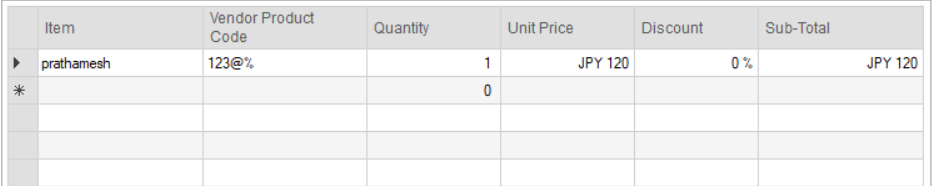 Item Vendor Product Code Quantity Unit Price Discount Sub-Total
prathamesh 123@% 1 JPY 120 0 % JPY 120
0